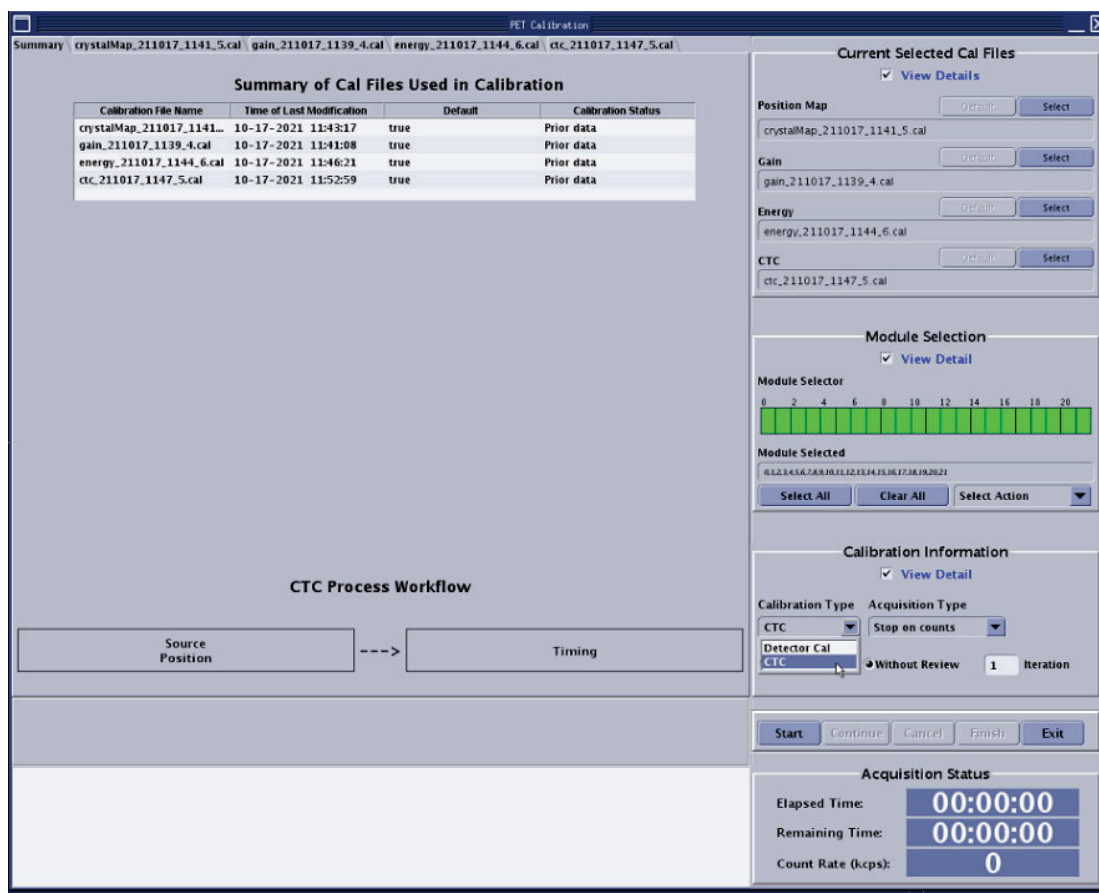 PET Calibration
Summary crystalMap_211017_1141_5.cal gain_211017_1139_4.cal energy_211017_1144_6.cal ctc_211017_1147_5.cal
Summary of Cal Files Used in Calibration
Calibration File Name Time of Last Modification Default Calibration Status
crystalMap_211017_1141... 10-17-2021 11:43:17 true Prior data
gain_211017_1139_4.cal 10-17-2021 11:41:08 true Prior data
energy_211017_1144_6.cal 10-17-2021 11:46:21 true Prior data
ctc_211017_1147_5.cal 10-17-2021 11:52:59 true Prior data
CTC Process Workflow
Source
Position
--->
Timing
Current Selected Cal Files
View Details
Position Map Default Select
crystalMap_211017_1141_5.cal
Gain Default Select
gain_211017_1139_4.cal
Energy Default Select
energy_211017_1144_6.cal
CTC Default Select
ctc_211017_1147_5.cal
Module Selection
View Detail
Module Selector
0 2 4 6 8 10 12 14 16 18 20
Module Selected
0,1,2,3,4,5,6,7,8,9,10,11,12,13,14,15,16,17,18,19,20,21
Select All Clear All Select Action
Calibration Information
View Detail
Calibration Type Acquisition Type
CTC Stop on counts
Detector Cal
CTC Without Review 1 Iteration
Start Continue Cancel Finish Exit
Acquisition Status
Elapsed Time: 00:00:00
Remaining Time: 00:00:00
Count Rate (kcps): 0